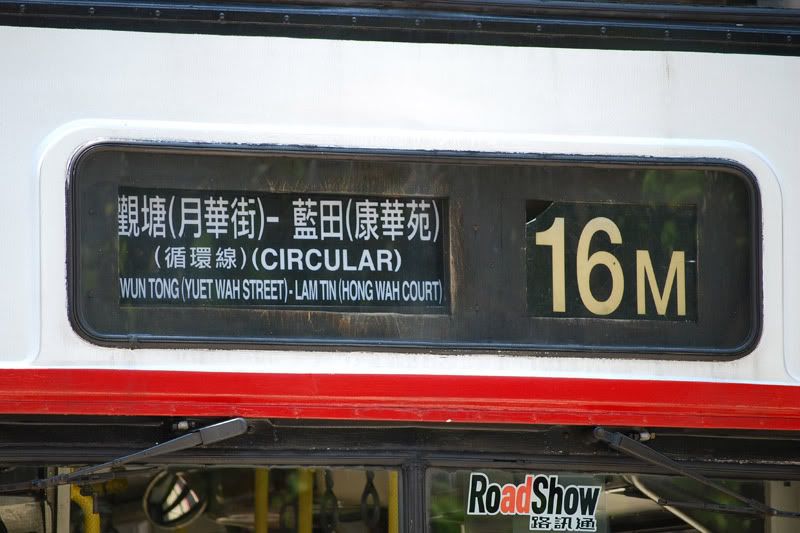 觀塘(月華街)- 藍田(康華苑)
(循環線)(CIRCULAR)
WUN TONG (YUET WAH STREET) - LAM TIN (HONG WAH COURT)
16M
RoadShow
路訊通